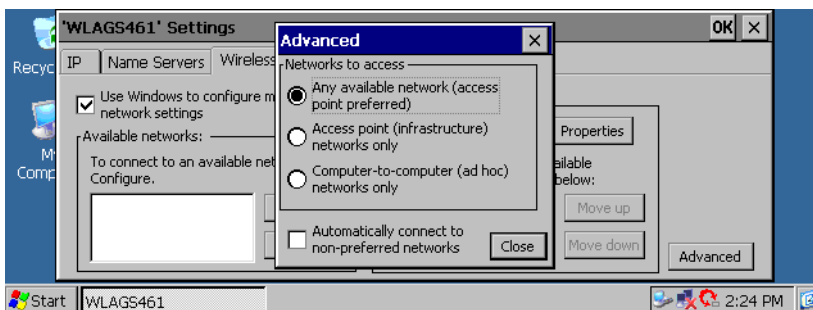 'WLAGS461' Settings
OK
Advanced
IP
Name Servers
Wireless
Networks to access
Any available network (access
point preferred)
Access point (infrastructure)
networks only
Computer-to-computer (ad hoc)
networks only
Automatically connect to
non-preferred networks
Close
Use Windows to configure m
network settings
Available networks:
To connect to an available net
Configure.
Properties
ailable
below:
Move up
Move down
Advanced
Recyc
M
Comp
Start
WLAGS461
2:24 PM